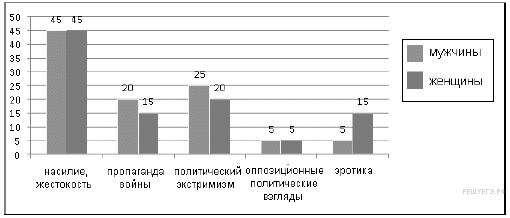 50
45
40
35
30
25
20
15
10
5
0
45 45
20 15
25 20
5 5
5 15
насилие, жестокость
пропаганда войны
политический экстримизм
оппозиционные политические взгляды
эротика
мужчины
женщины
РЕШУЕГЭ.РФ